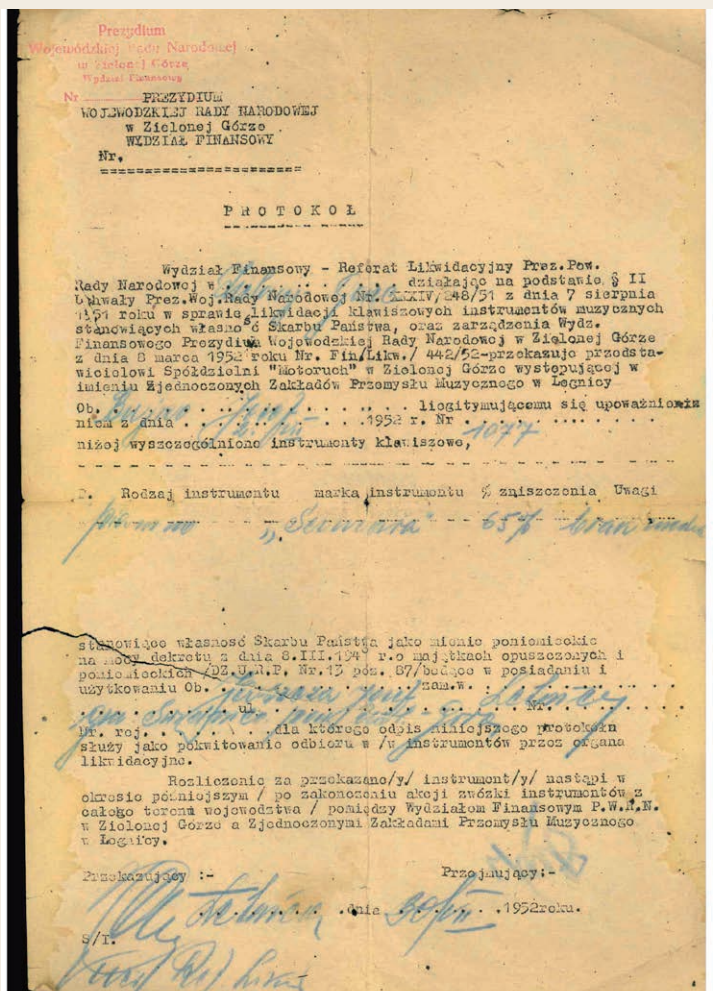 Prezydium
Wojewódzkiej Rady Narodowej
w Zielonej Górze
Wydział Finansowy
Nr
PREZYDIUM
WOJEWODZKIEJ RADY NARODOWEJ
w Zielonej Górze
WYDZIAŁ FINANSOWY
Nr.
PROTOKOŁ
Wydział Finansowy - Referat Likwidacyjny Prez.Pow.
Rady Narodowej w . . . . . . . . . działając na podstawie § II
Uchwały Prez.Woj.Rady Narodowej Nr. XXXIV/248/51 z dnia 7 sierpnia
1951 roku w sprawie likwidacji klawiszowych instrumentów muzycznych
stanowiących własność Skarbu Państwa, oraz zarządzenia Wydz.
Finansowego Prezydium Wojewódzkiej Rady Narodowej w Zielonej Górze
z dnia 8 marca 1952 roku Nr. Fin/Likw./ 442/52-przekazuje przedsta-
wicielowi Spółdzielni "Motoruch" w Zielonej Górze występującej w
imieniu Zjednoczonych Zakładów Przemysłu Muzycznego w Legnicy
Ob. . . . . . . . . . . . . legitymującemu się upoważnie
niem z dnia . . . . . . . . .1952 r. Nr 1077
niżej wyszczególnione instrumenty klawiszowe,
Rodzaj instrumentu marka instrumentu % zniszczenia Uwagi
65%
stanowiące własność Skarbu Państwa jako mienie poniemieckie
na mocy dekretu z dnia 8.III.194 r.o majątkach opuszczonych i
poniemieckich /DZ.U.R.P. Nr.13 poz. 87/będące w posiadaniu i
użytkowaniu Ob. . . . . . . . . . zam.w. . . . . . . . .
ul. Nr.
Nr. rej. . . . . . .dla którego odpis niniejszego protokołu
służy jako pokwitowanie odbioru w /w instrumentów przez organa
likwidacyjne.
Rozliczenie za przekazane/y/ instrument/y/ nastąpi w
okresie późniejszym / po zakończeniu akcji zwózki instrumentów z
całego terenu województwa / pomiędzy Wydziałem Finansowym P.W.R.N.
w Zielonej Górze a Zjednoczonymi Zakładami Przemysłu Muzycznego
w Legnicy.
Przekazujący :- Przejmujący:-
dnia 30/VII .1952roku.
S/T.